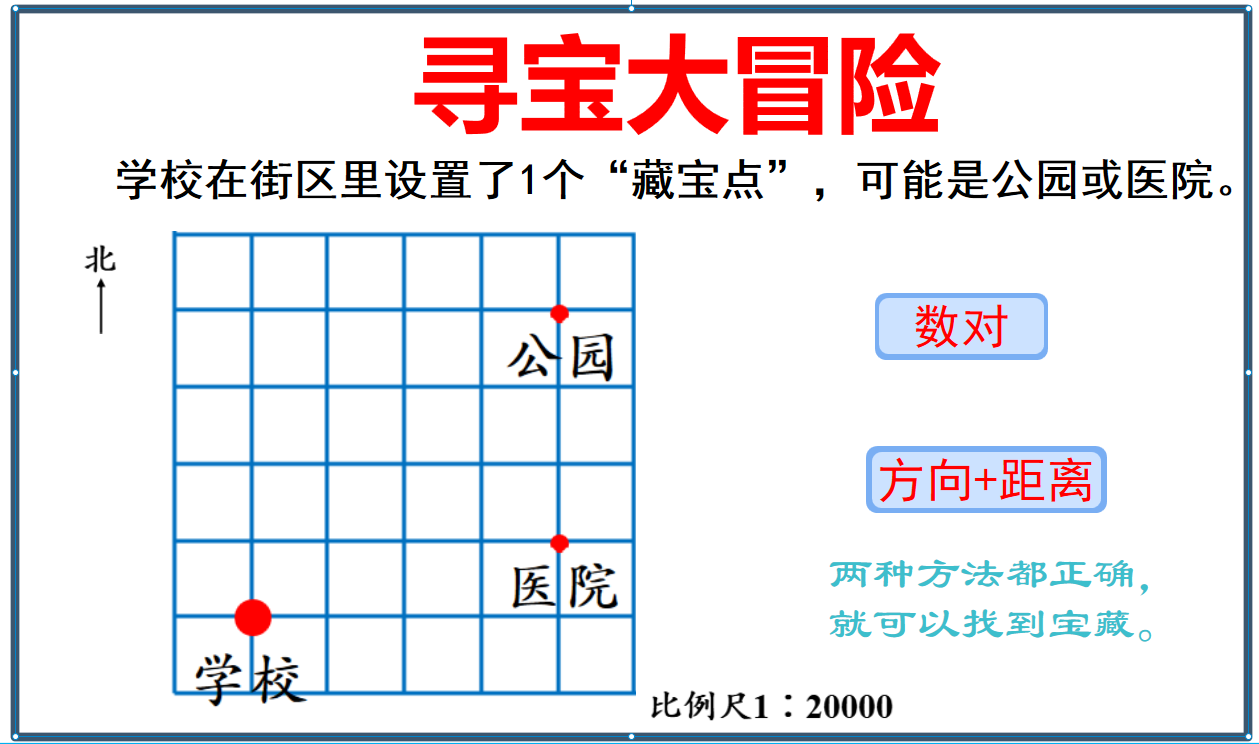 寻宝大冒险
学校在街区里设置了1个“藏宝点”，可能是公园或医院。
北
数对
公园
方向+距离
医院
两种方法都正确，
就可以找到宝藏。
学校
比例尺1：20000